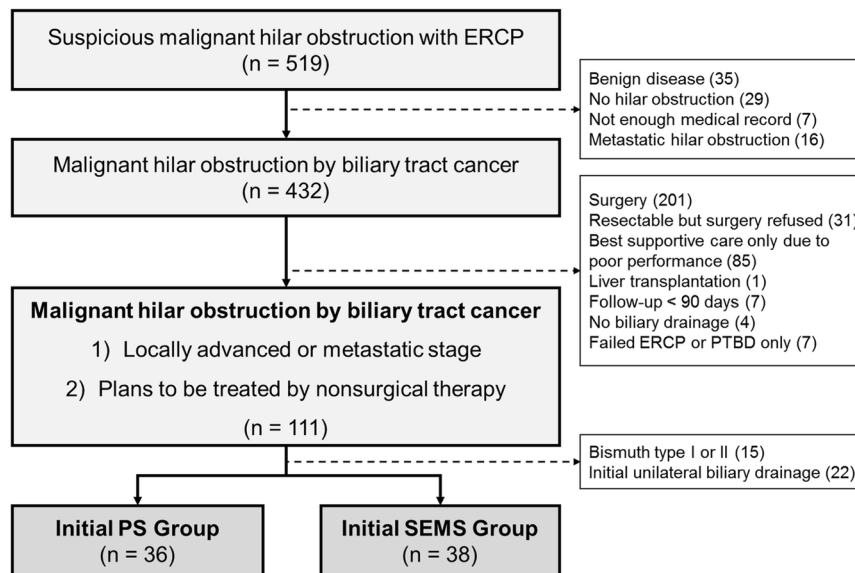 Suspicious malignant hilar obstruction with ERCP
(n = 519)
Benign disease (35)
No hilar obstruction (29)
Not enough medical record (7)
Metastatic hilar obstruction (16)
Malignant hilar obstruction by biliary tract cancer
(n = 432)
Surgery (201)
Resectable but surgery refused (31)
Best supportive care only due to
poor performance (85)
Liver transplantation (1)
Follow-up < 90 days (7)
No biliary drainage (4)
Failed ERCP or PTBD only (7)
Malignant hilar obstruction by biliary tract cancer
1) Locally advanced or metastatic stage
2) Plans to be treated by nonsurgical therapy
(n = 111)
Bismuth type I or II (15)
Initial unilateral biliary drainage (22)
Initial PS Group
(n = 36)
Initial SEMS Group
(n = 38)